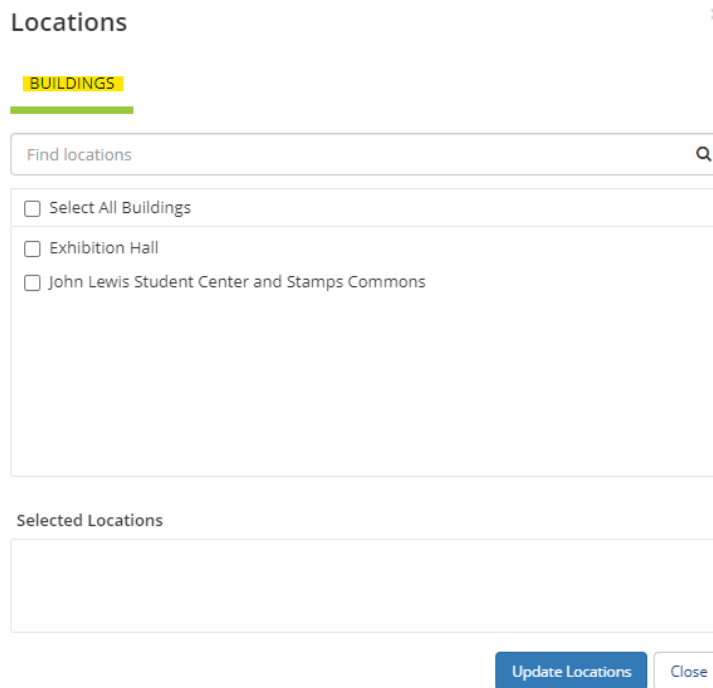 Locations
BUILDINGS
Find locations
Select All Buildings
Exhibition Hall
John Lewis Student Center and Stamps Commons
Selected Locations
Update Locations
Close